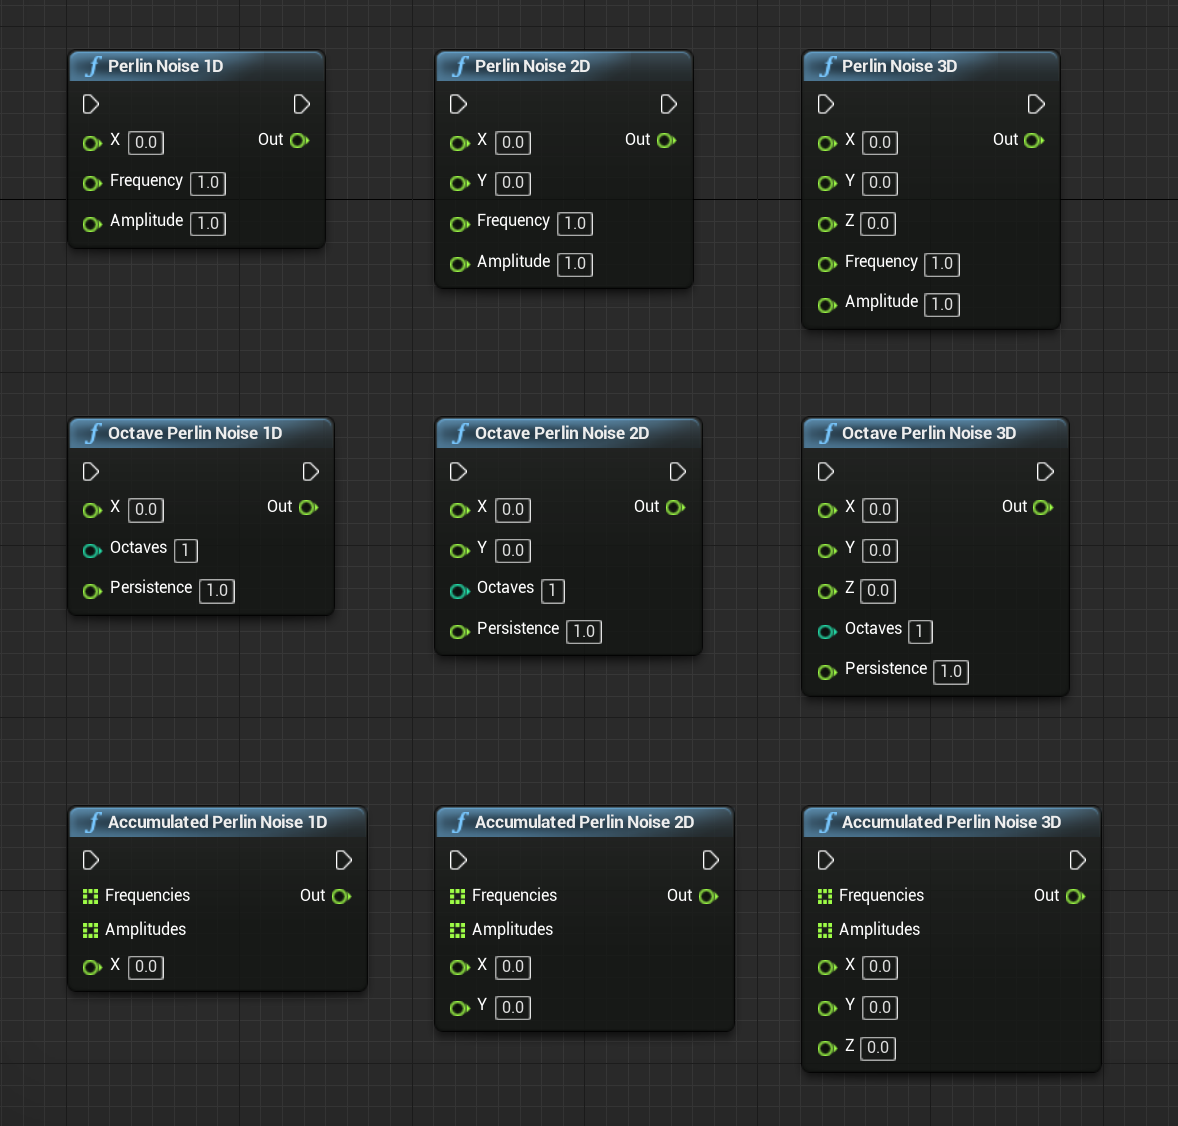 f Perlin Noise 1D
X 0.0 Out
Frequency 1.0
Amplitude 1.0
f Perlin Noise 2D
X 0.0 Out
Y 0.0
Frequency 1.0
Amplitude 1.0
f Perlin Noise 3D
X 0.0 Out
Y 0.0
Z 0.0
Frequency 1.0
Amplitude 1.0
f Octave Perlin Noise 1D
X 0.0 Out
Octaves 1
Persistence 1.0
f Octave Perlin Noise 2D
X 0.0 Out
Y 0.0
Octaves 1
Persistence 1.0
f Octave Perlin Noise 3D
X 0.0 Out
Y 0.0
Z 0.0
Octaves 1
Persistence 1.0
f Accumulated Perlin Noise 1D
Frequencies Out
Amplitudes
X 0.0
f Accumulated Perlin Noise 2D
Frequencies Out
Amplitudes
X 0.0
Y 0.0
f Accumulated Perlin Noise 3D
Frequencies Out
Amplitudes
X 0.0
Y 0.0
Z 0.0